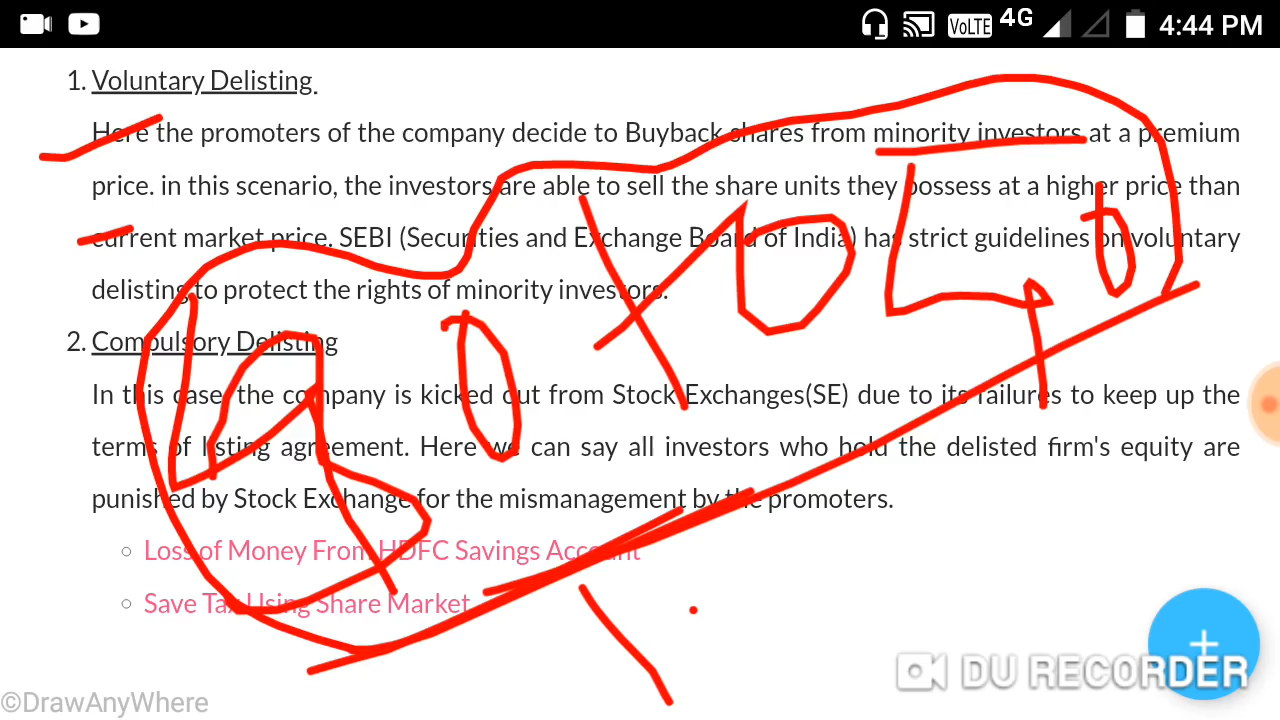 VoLTE 4G 4:44 PM
1. Voluntary Delisting
Here the promoters of the company decide to Buyback shares from minority investors at a premium
price. in this scenario, the investors are able to sell the share units they possess at a higher price than
current market price. SEBI (Securities and Exchange Board of India) has strict guidelines on voluntary
delisting to protect the rights of minority investors.
2. Compulsory Delisting
In this case, the company is kicked out from Stock Exchanges(SE) due to its failures to keep up the
terms of listing agreement. Here we can say all investors who hold the delisted firm's equity are
punished by Stock Exchange for the mismanagement by the promoters.
Loss of Money From HDFC Savings Account
Save Tax Using Share Market
DU RECORDER
©DrawAnyWhere